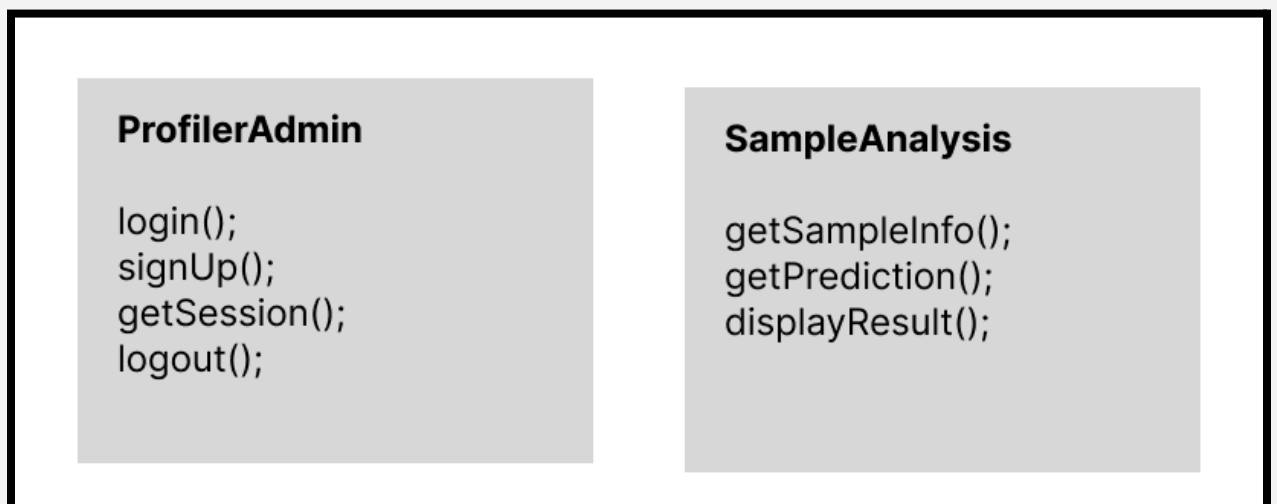 ProfilerAdmin
login();
signUp();
getSession();
logout();
SampleAnalysis
getSampleInfo();
getPrediction();
displayResult();